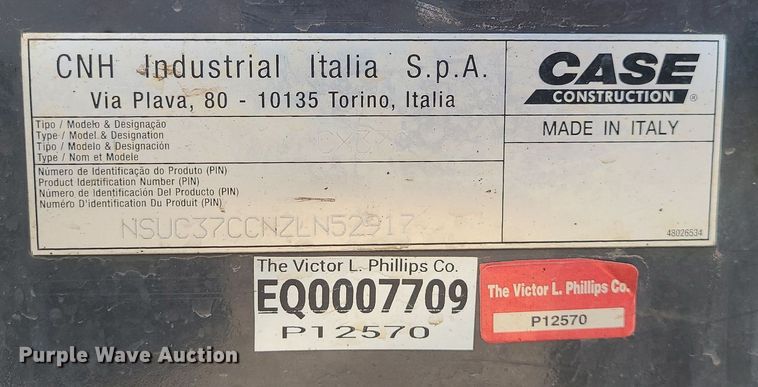 CNH Industrial Italia S.p.A.
Via Plava, 80 - 10135 Torino, Italia
CASE
CONSTRUCTION ®
MADE IN ITALY
Tipo / Modelo & Designação
Type / Model & Designation
Tipo / Modelo & Designación
Type / Nom et Modele
Número de Identificação do Produto (PIN)
Product Identification Number (PIN)
Número de Identificación Del Producto (PIN)
Numéro D'identification Du Produit (PIN)
NSUC37CCNZLN52917
48026534
The Victor L. Phillips Co.
EQ0007709
P12570
The Victor L. Phillips Co.
P12570
Purple Wave Auction